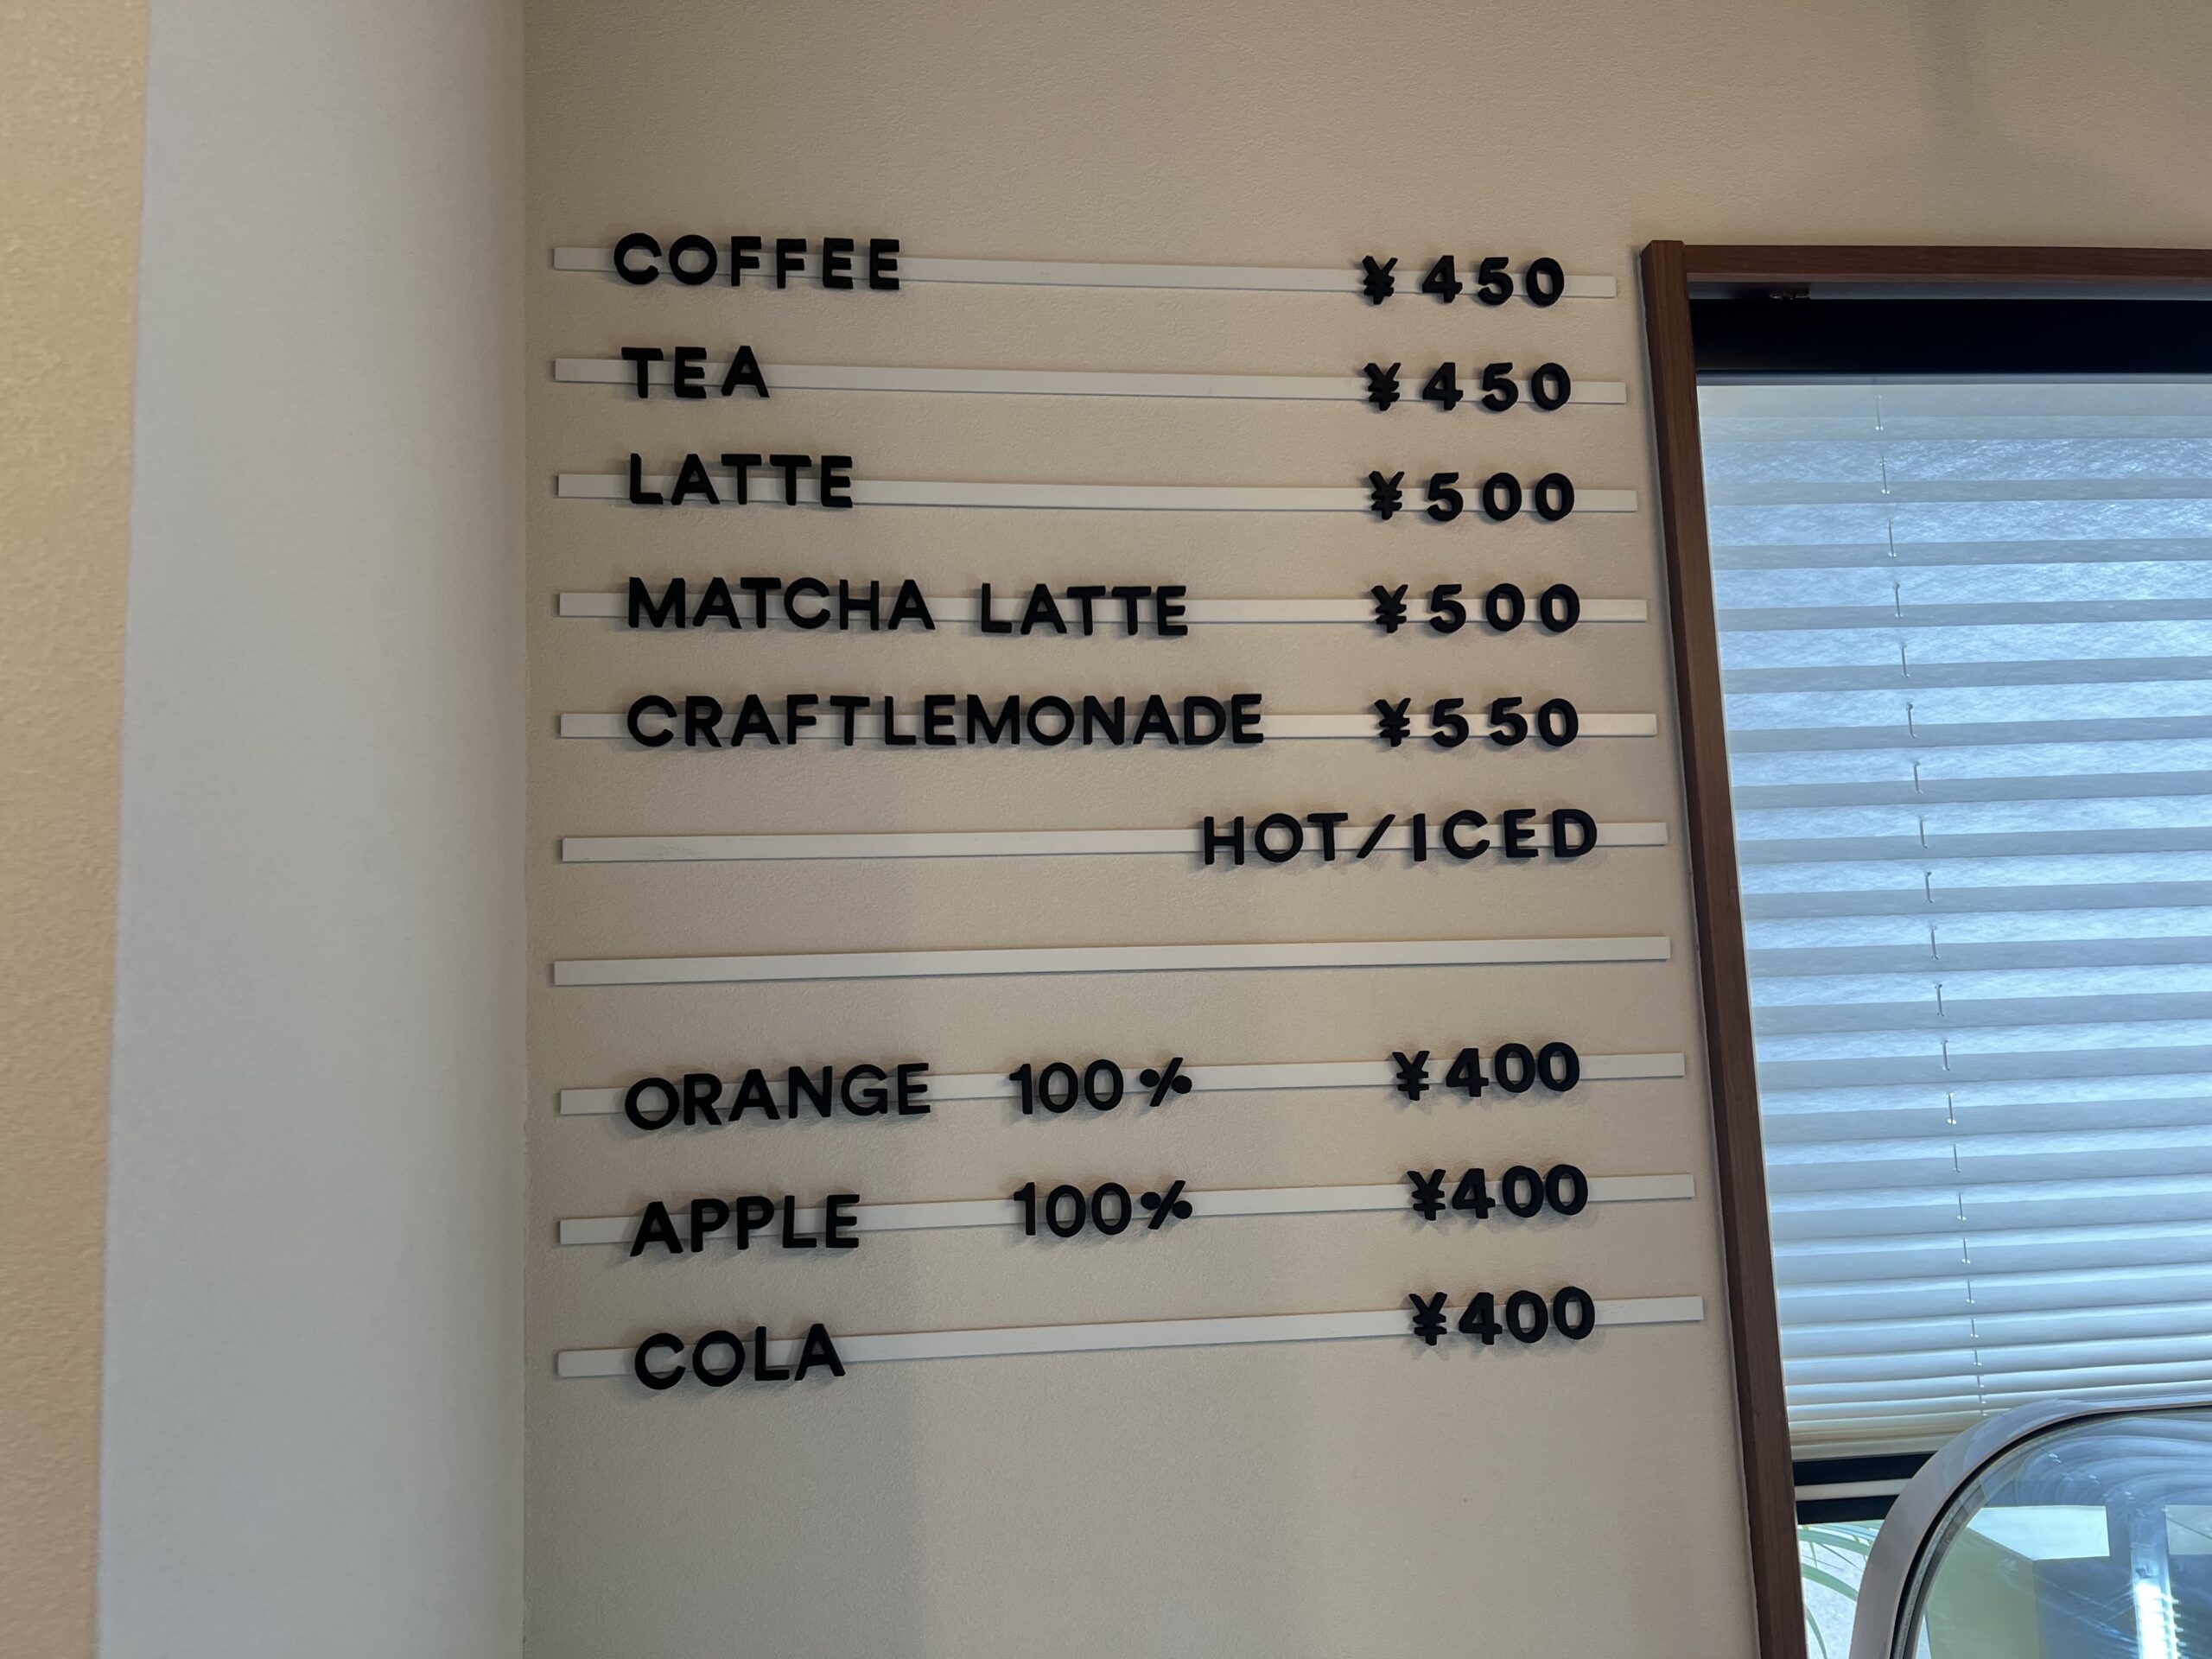 COFFEE ¥450
TEA ¥450
LATTE ¥500
MATCHA LATTE ¥500
CRAFTLEMONADE ¥550
HOT/ICED
ORANGE 100% ¥400
APPLE 100% ¥400
COLA ¥400